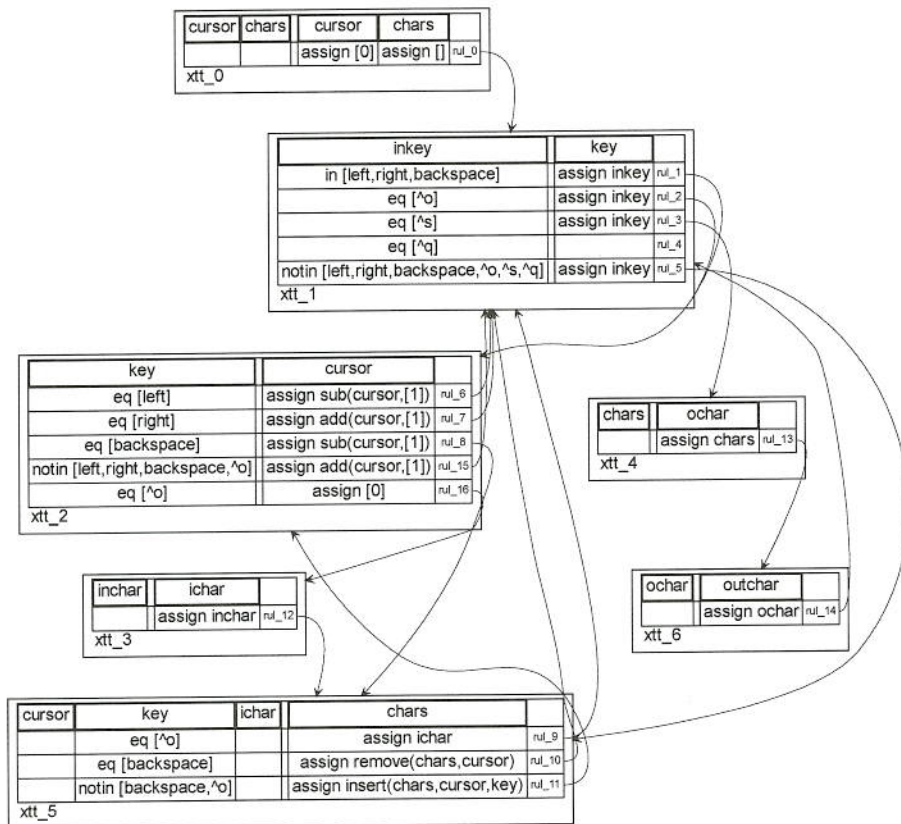 cursor chars cursor chars
assign [0] assign [] rul_0
xtt_0
inkey key
in [left,right,backspace] assign inkey rul_1
eq [^o] assign inkey rul_2
eq [^s] assign inkey rul_3
eq [^q] rul_4
notin [left,right,backspace,^o,^s,^q] assign inkey rul_5
xtt_1
key cursor
eq [left] assign sub(cursor,[1]) rul_6
eq [right] assign add(cursor,[1]) rul_7
eq [backspace] assign sub(cursor,[1]) rul_8
notin [left,right,backspace,^o] assign add(cursor,[1]) rul_15
eq [^o] assign [0] rul_16
xtt_2
chars ochar
assign chars rul_13
xtt_4
inchar ichar
assign inchar rul_12
xtt_3
ochar outchar
assign ochar rul_14
xtt_6
cursor key ichar chars
eq [^o] assign ichar rul_9
eq [backspace] assign remove(chars,cursor) rul_10
notin [backspace,^o] assign insert(chars,cursor,key) rul_11
xtt_5